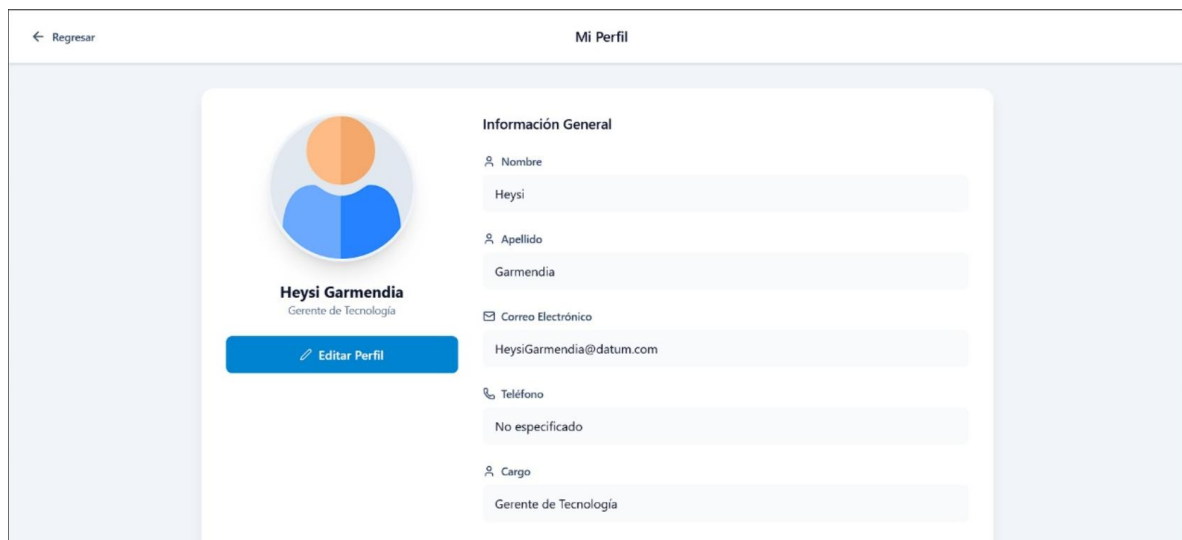 ← Regresar
Mi Perfil
Información General
Nombre
Heysi
Apellido
Garmendia
Heysi Garmendia
Gerente de Tecnología
Editar Perfil
Correo Electrónico
HeysiGarmendia@datum.com
Teléfono
No especificado
Cargo
Gerente de Tecnología